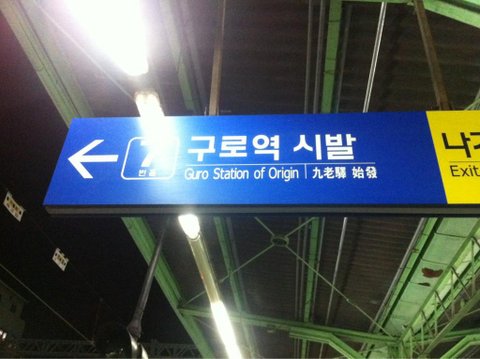 7
번홈
구로역 시발
Guro Station of Origin
九老驛 始發
Exit